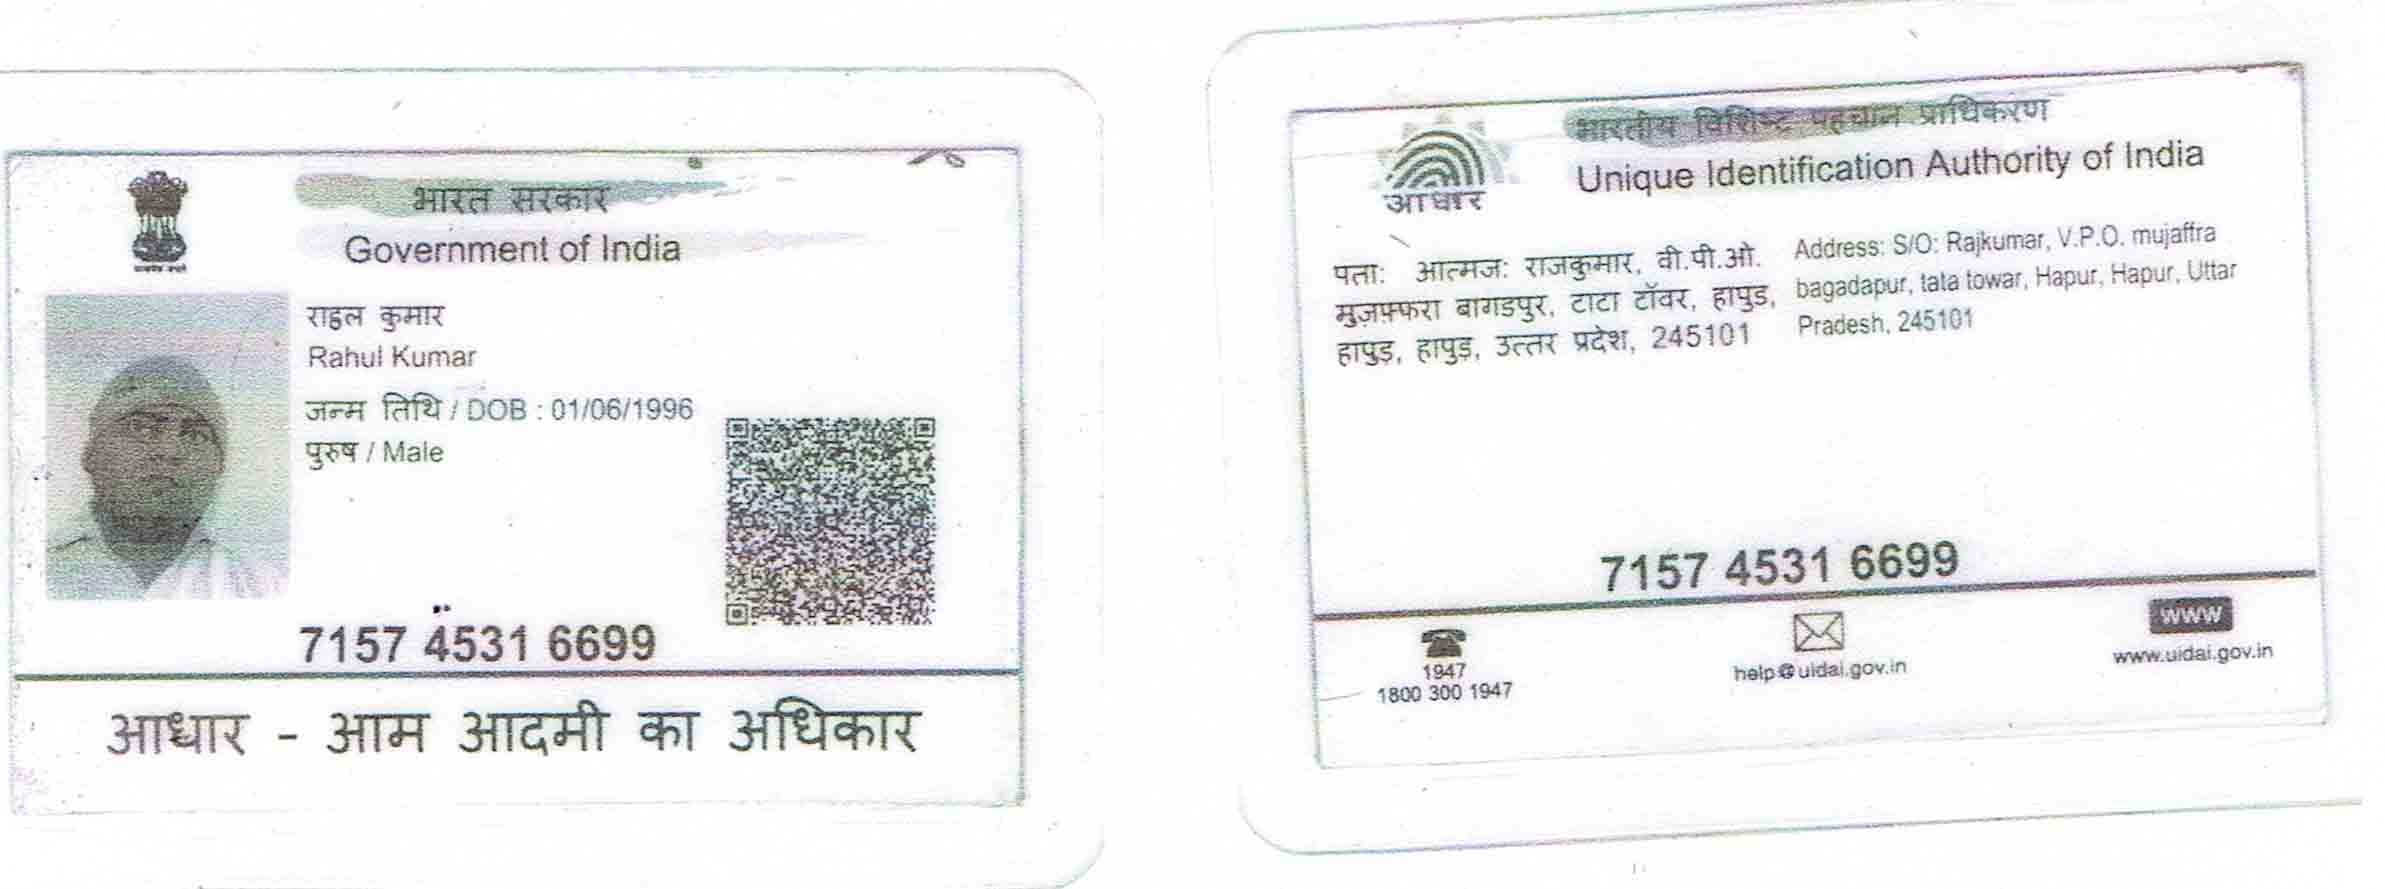 भारत सरकार
Government of India
राहुल कुमार
Rahul Kumar
जन्म तिथि / DOB : 01/06/1996
पुरुष / Male
7157 4531 6699
आधार - आम आदमी का अधिकार
भारतीय विशिष्ट पहचान प्राधिकरण
Unique Identification Authority of India
आधार
पता: आत्मज: राजकुमार, वी.पी.ओ.
मुज़फ्फरा बागडपुर, टाटा टॉवर, हापुड,
हापुड़, हापुड़, उत्तर प्रदेश, 245101
Address: S/O: Rajkumar, V.P.O. mujaffra
bagadapur, tata towar, Hapur, Hapur, Uttar
Pradesh, 245101
7157 4531 6699
1947
1800 300 1947
help@uidai.gov.in
www
www.uidai.gov.in